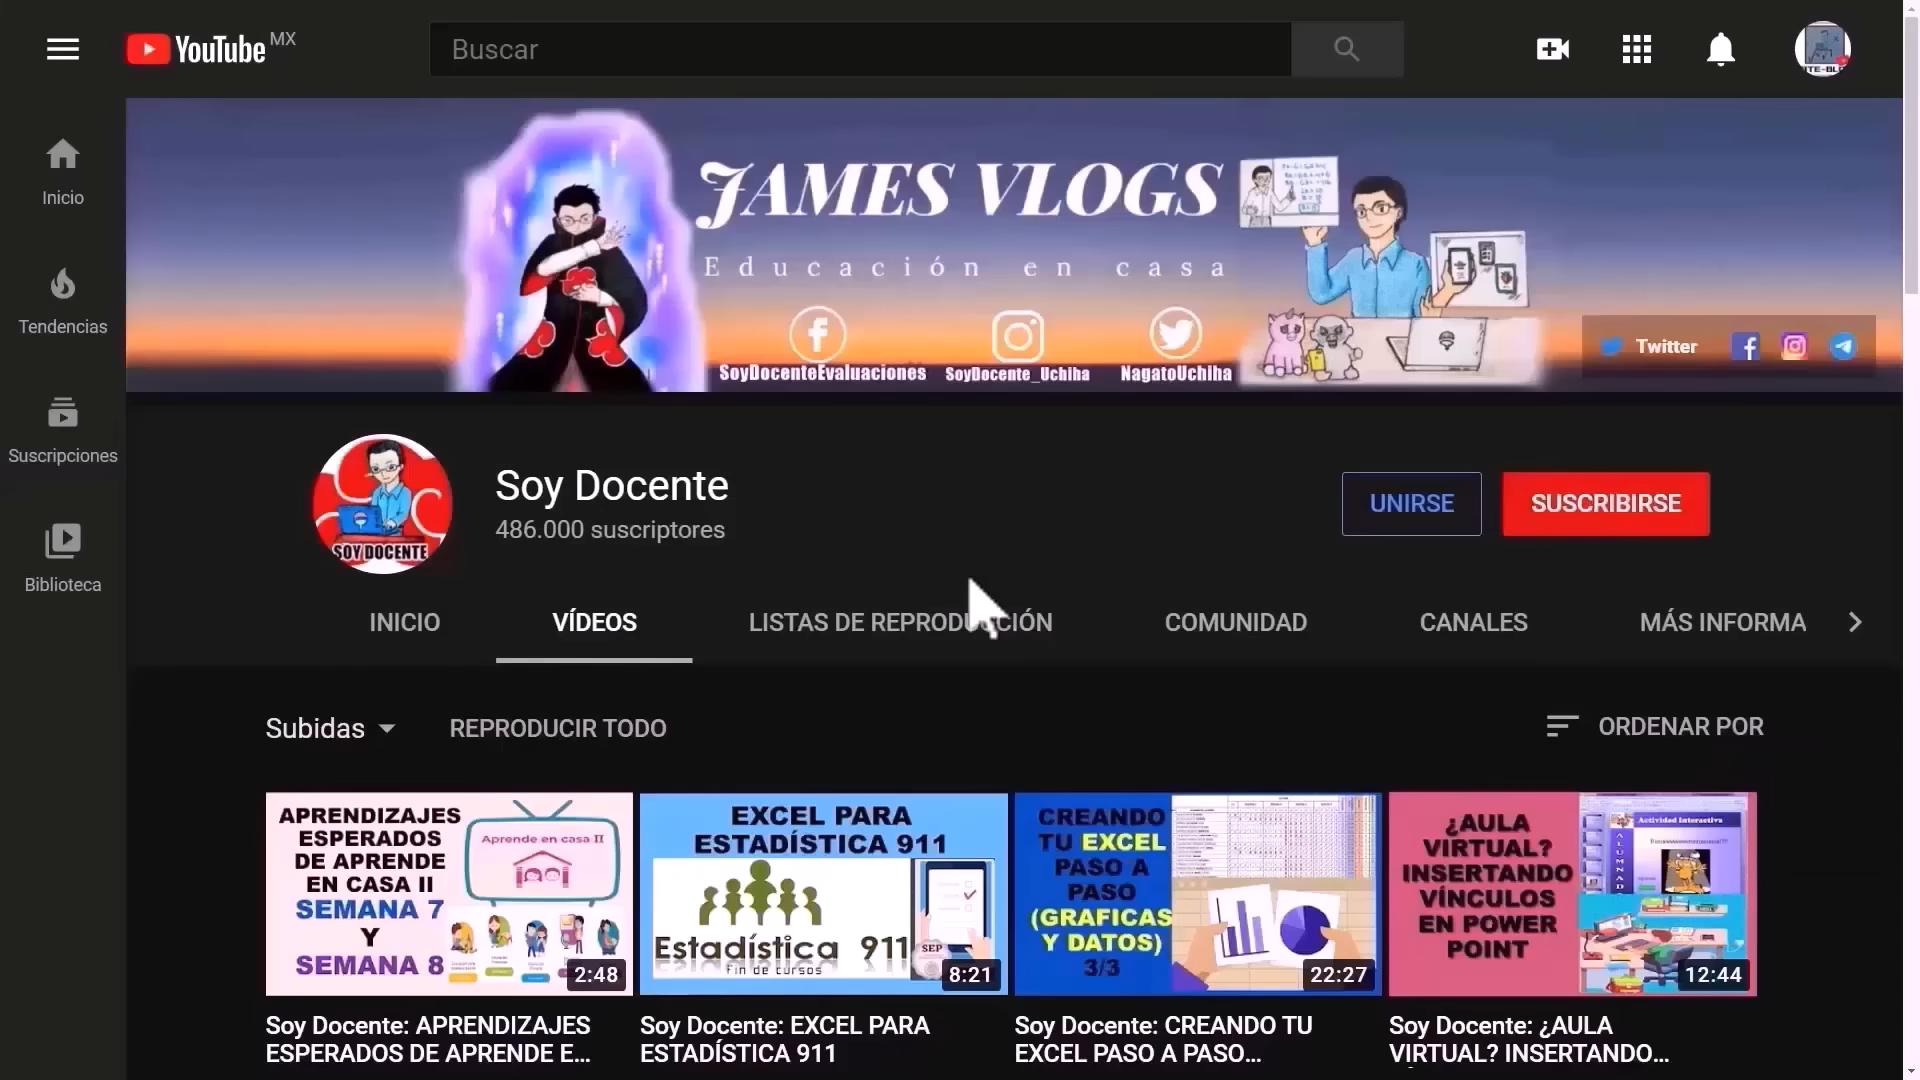 YouTube MX
Buscar
Inicio
Tendencias
Suscripciones
Biblioteca
JAMES VLOGS
Educación en casa
SoyDocenteEvaluaciones
SoyDocente_Uchiha
NagatoUchiha
Twitter
SOY DOCENTE
Soy Docente
486.000 suscriptores
UNIRSE
SUSCRIBIRSE
INICIO
VÍDEOS
LISTAS DE REPRODUCCIÓN
COMUNIDAD
CANALES
MÁS INFORMA
Subidas
REPRODUCIR TODO
ORDENAR POR
APRENDIZAJES
ESPERADOS
DE APRENDE
EN CASA II
SEMANA 7
Y
SEMANA 8
Aprende en casa II
2:48
EXCEL PARA
ESTADÍSTICA 911
Estadística 911
Fin de cursos
SEP
8:21
CREANDO
TU EXCEL
PASO A
PASO
(GRAFICAS
Y DATOS)
3/3
22:27
¿AULA
VIRTUAL?
INSERTANDO
VÍNCULOS
EN POWER
POINT
Actividad Interactiva
12:44
Soy Docente: APRENDIZAJES
ESPERADOS DE APRENDE E...
Soy Docente: EXCEL PARA
ESTADÍSTICA 911
Soy Docente: CREANDO TU
EXCEL PASO A PASO...
Soy Docente: ¿AULA
VIRTUAL? INSERTANDO...